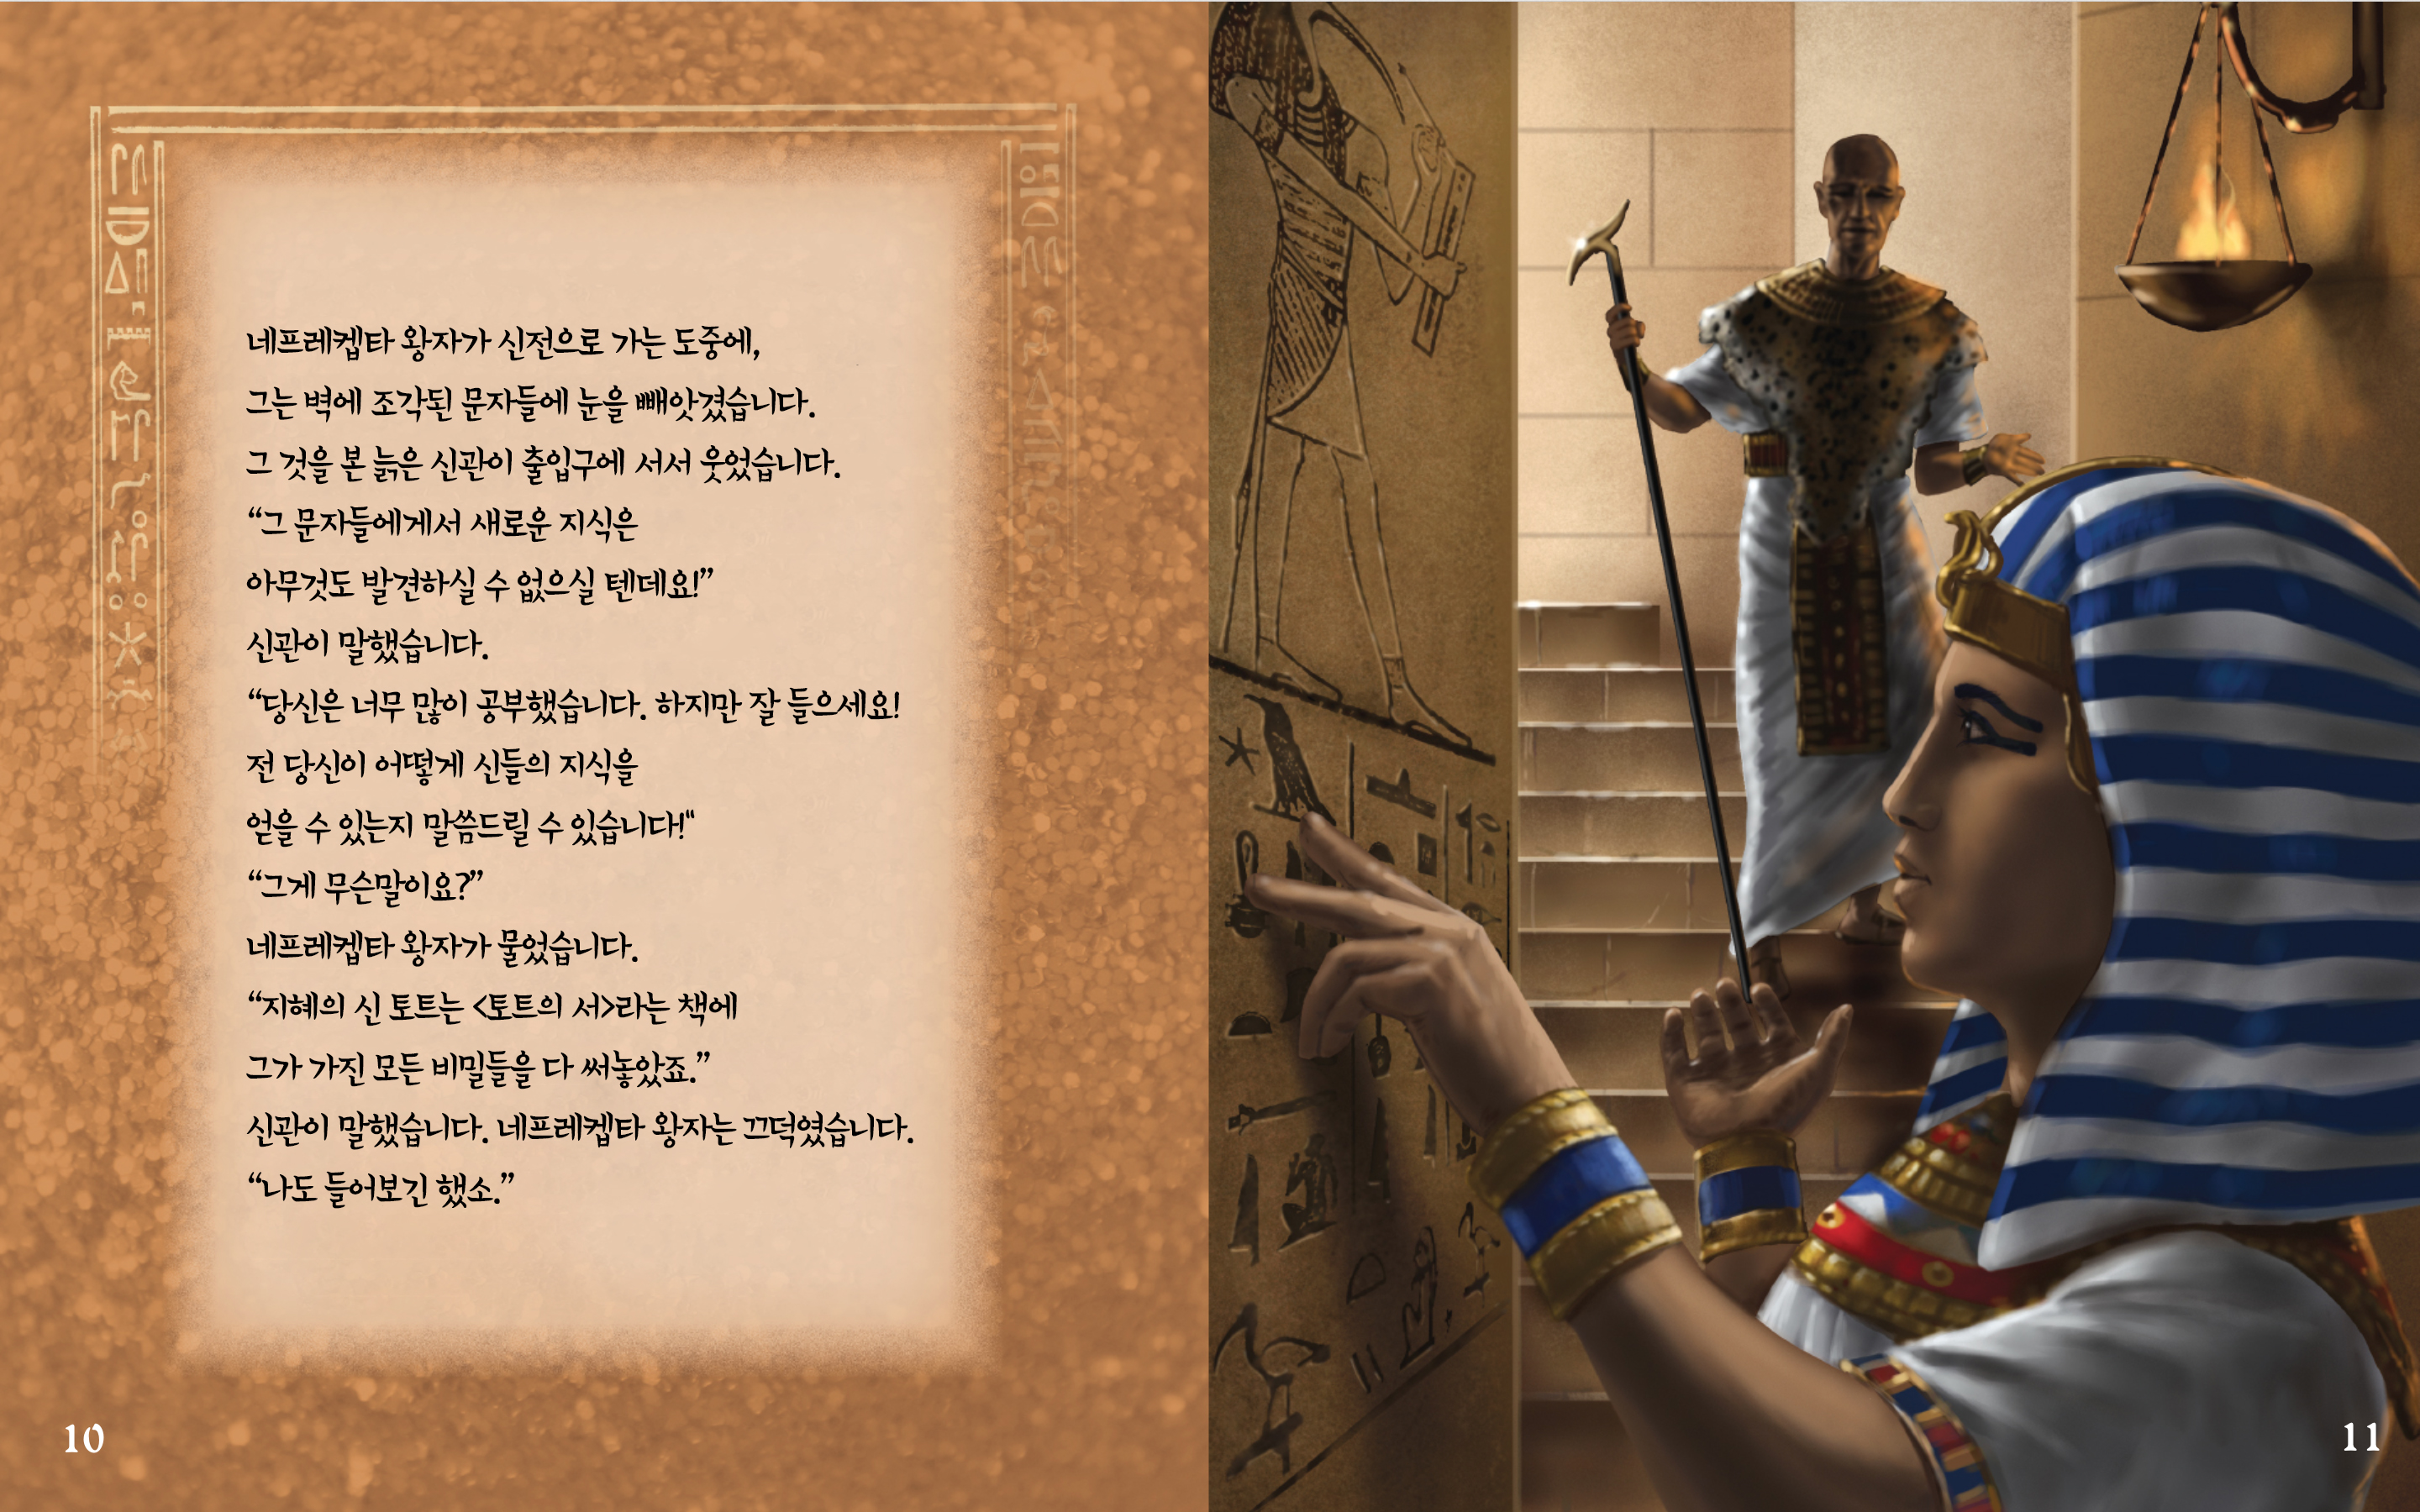 네프레켑타 왕자가 신전으로 가는 도중에,
그는 벽에 조각된 문자들에 눈을 빼앗겼습니다.
그 것을 본 늙은 신관이 출입구에 서서 웃었습니다.
“그 문자들에게서 새로운 지식은
아무것도 발견하실 수 없으실 텐데요!”
신관이 말했습니다.
“당신은 너무 많이 공부했습니다. 하지만 잘 들으세요!
전 당신이 어떻게 신들의 지식을
얻을 수 있는지 말씀드릴 수 있습니다!"
“그게 무슨말이요?”
네프레켑타 왕자가 물었습니다.
“지혜의 신 토트는 <토트의 서>라는 책에
그가 가진 모든 비밀들을 다 써놓았죠.”
신관이 말했습니다. 네프레켑타 왕자는 끄덕였습니다.
“나도 들어보긴 했소.”
10
11